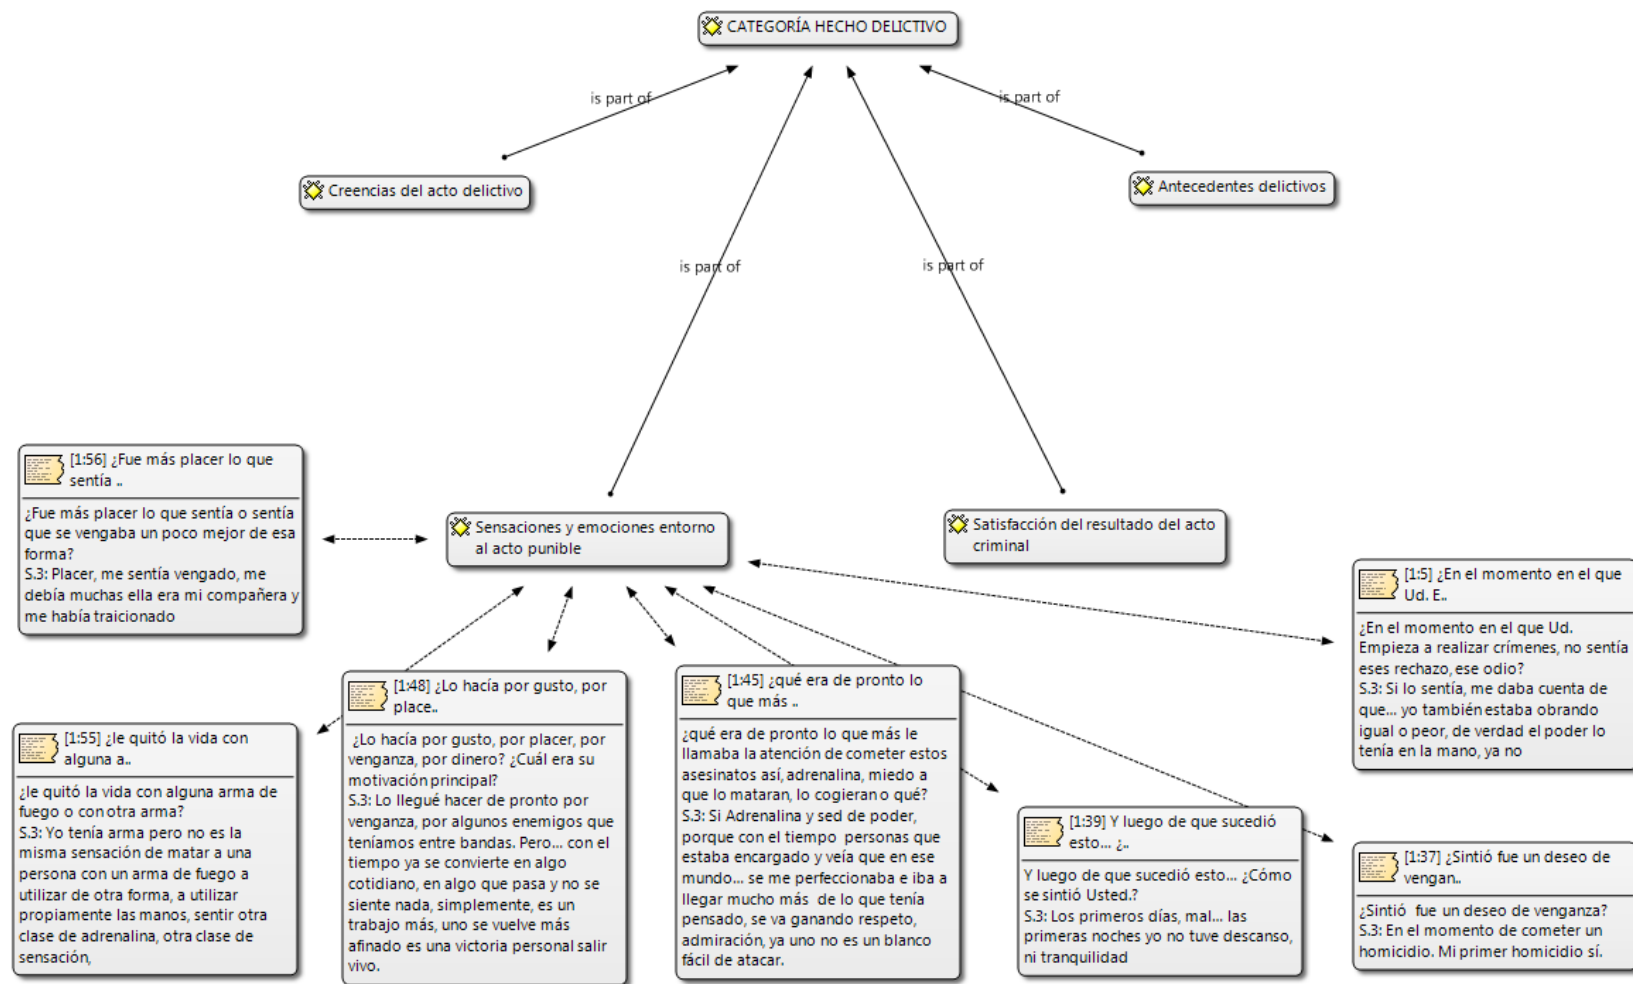 CATEGORÍA HECHO DELICTIVO
is part of
is part of
Creencias del acto delictivo
Antecedentes delictivos
is part of
is part of
[1:56] ¿Fue más placer lo que
sentía ..
¿Fue más placer lo que sentía o sentía
que se vengaba un poco mejor de esa
forma?
S.3: Placer, me sentía vengado, me
debía muchas ella era mi compañera y
me había traicionado
Sensaciones y emociones entorno
al acto punible
Satisfacción del resultado del acto
criminal
[1:5] ¿En el momento en el que
Ud. E..
¿En el momento en el que Ud.
Empieza a realizar crímenes, no sentía
eses rechazo, ese odio?
S.3: Si lo sentía, me daba cuenta de
que... yo también estaba obrando
igual o peor, de verdad el poder lo
tenía en la mano, ya no
[1:55] ¿le quitó la vida con
alguna a..
¿le quitó la vida con alguna arma de
fuego o con otra arma?
S.3: Yo tenía arma pero no es la
misma sensación de matar a una
persona con un arma de fuego a
utilizar de otra forma, a utilizar
propiamente las manos, sentir otra
clase de adrenalina, otra clase de
sensación,
[1:48] ¿Lo hacía por gusto, por
place..
¿Lo hacía por gusto, por placer, por
venganza, por dinero? ¿Cuál era su
motivación principal?
S.3: Lo llegué hacer de pronto por
venganza, por algunos enemigos que
teníamos entre bandas. Pero... con el
tiempo ya se convierte en algo
cotidiano, en algo que pasa y no se
siente nada, simplemente, es un
trabajo más, uno se vuelve más
afinado es una victoria personal salir
vivo.
[1:45] ¿qué era de pronto lo
que más ..
¿qué era de pronto lo que más le
llamaba la atención de cometer estos
asesinatos así, adrenalina, miedo a
que lo mataran, lo cogieran o qué?
S.3: Si Adrenalina y sed de poder,
porque con el tiempo  personas que
estaba encargado y veía que en ese
mundo... se me perfeccionaba e iba a
llegar mucho más  de lo que tenía
pensado, se va ganando respeto,
admiración, ya uno no es un blanco
fácil de atacar.
[1:39] Y luego de que sucedió
esto... ¿..
Y luego de que sucedió esto... ¿Cómo
se sintió Usted.?
S.3: Los primeros días, mal... las
primeras noches yo no tuve descanso,
ni tranquilidad
[1:37] ¿Sintió fue un deseo de
vengan..
¿Sintió  fue un deseo de venganza?
S.3: En el momento de cometer un
homicidio. Mi primer homicidio sí.